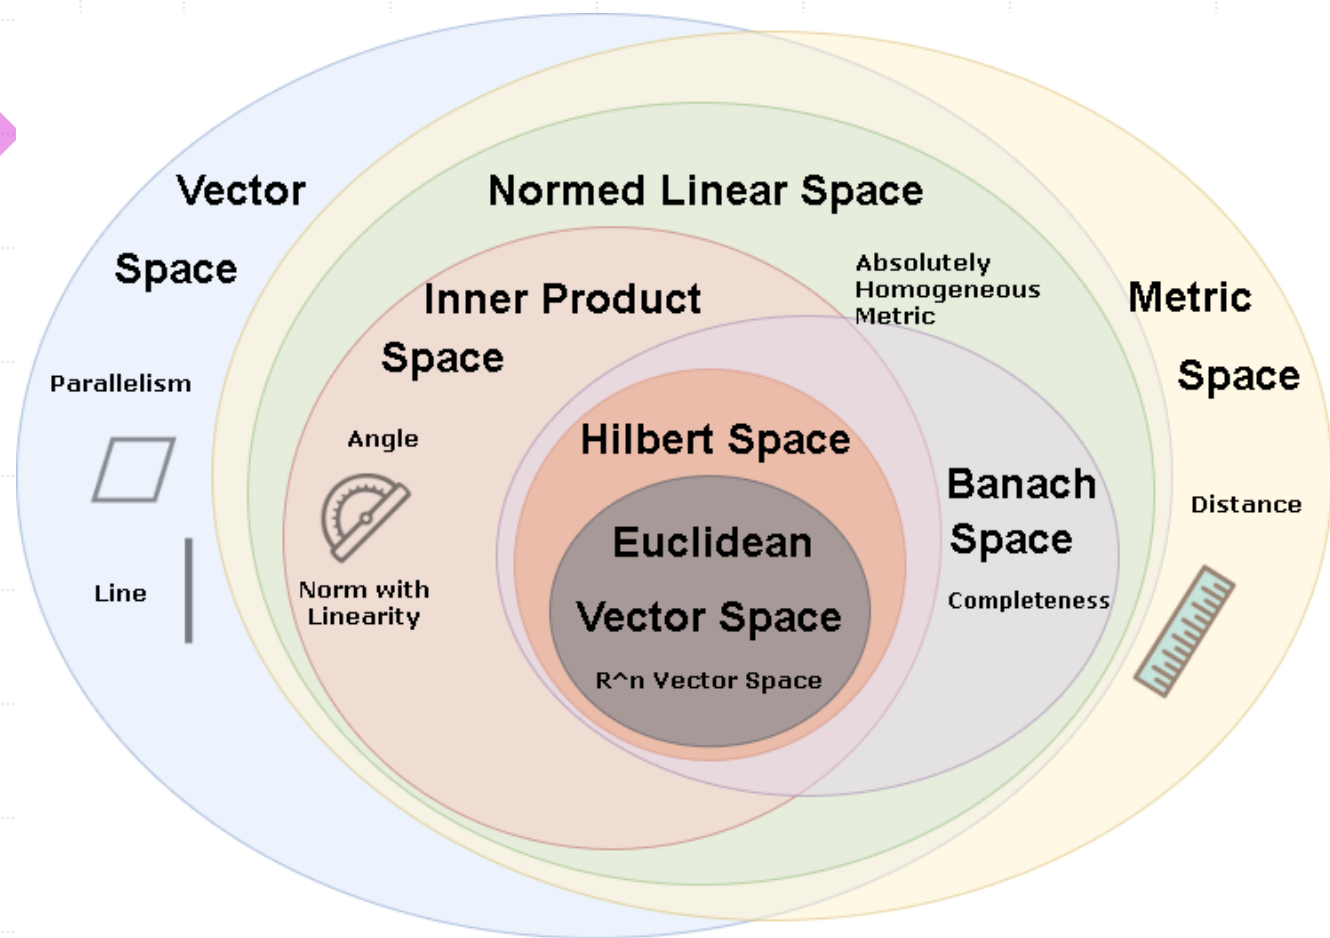 Vector
Space
Parallelism
Line
Normed Linear Space
Absolutely
Homogeneous
Metric
Inner Product
Space
Angle
Norm with
Linearity
Hilbert Space
Euclidean
Vector Space
R^n Vector Space
Banach
Space
Completeness
Metric
Space
Distance